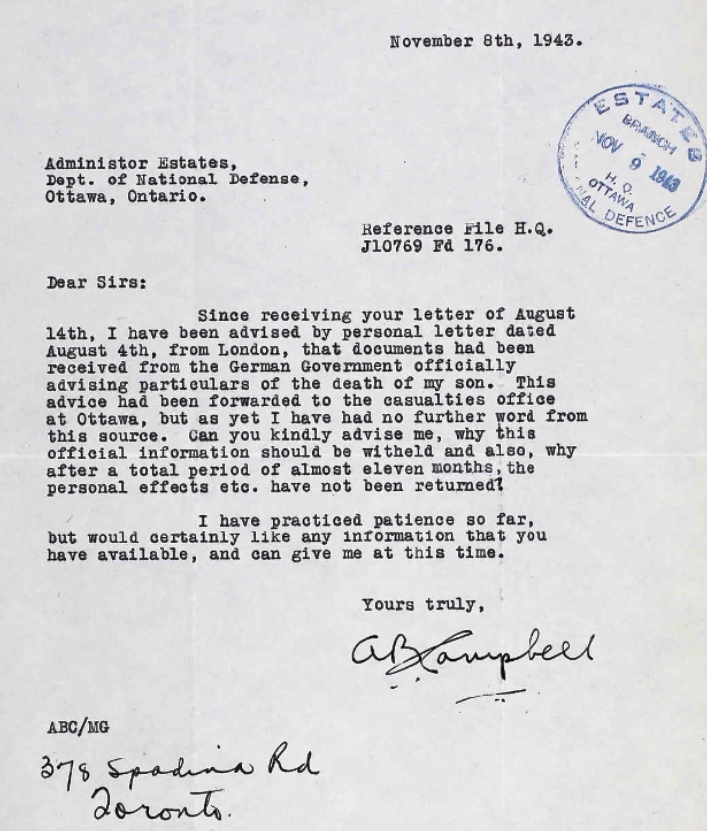 November 8th, 1943.
ESTATES
BRANCH
NOV 9 1943
H. Q.
OTTAWA
NAL DEFENCE
Administor Estates,
Dept. of National Defense,
Ottawa, Ontario.
Reference File H.Q.
J10769 Fd 176.
Dear Sirs:
Since receiving your letter of August
14th, I have been advised by personal letter dated
August 4th, from London, that documents had been
received from the German Government officially
advising particulars of the death of my son. This
advice had been forwarded to the casualties office
at Ottawa, but as yet I have had no further word from
this source. Can you kindly advise me, why this
official information should be witheld and also, why
after a total period of almost eleven months, the
personal effects etc. have not been returned?
I have practiced patience so far,
but would certainly like any information that you
have available, and can give me at this time.
Yours truly,
ABCampbell
ABC/MG
378 Spadina Rd
Toronto.